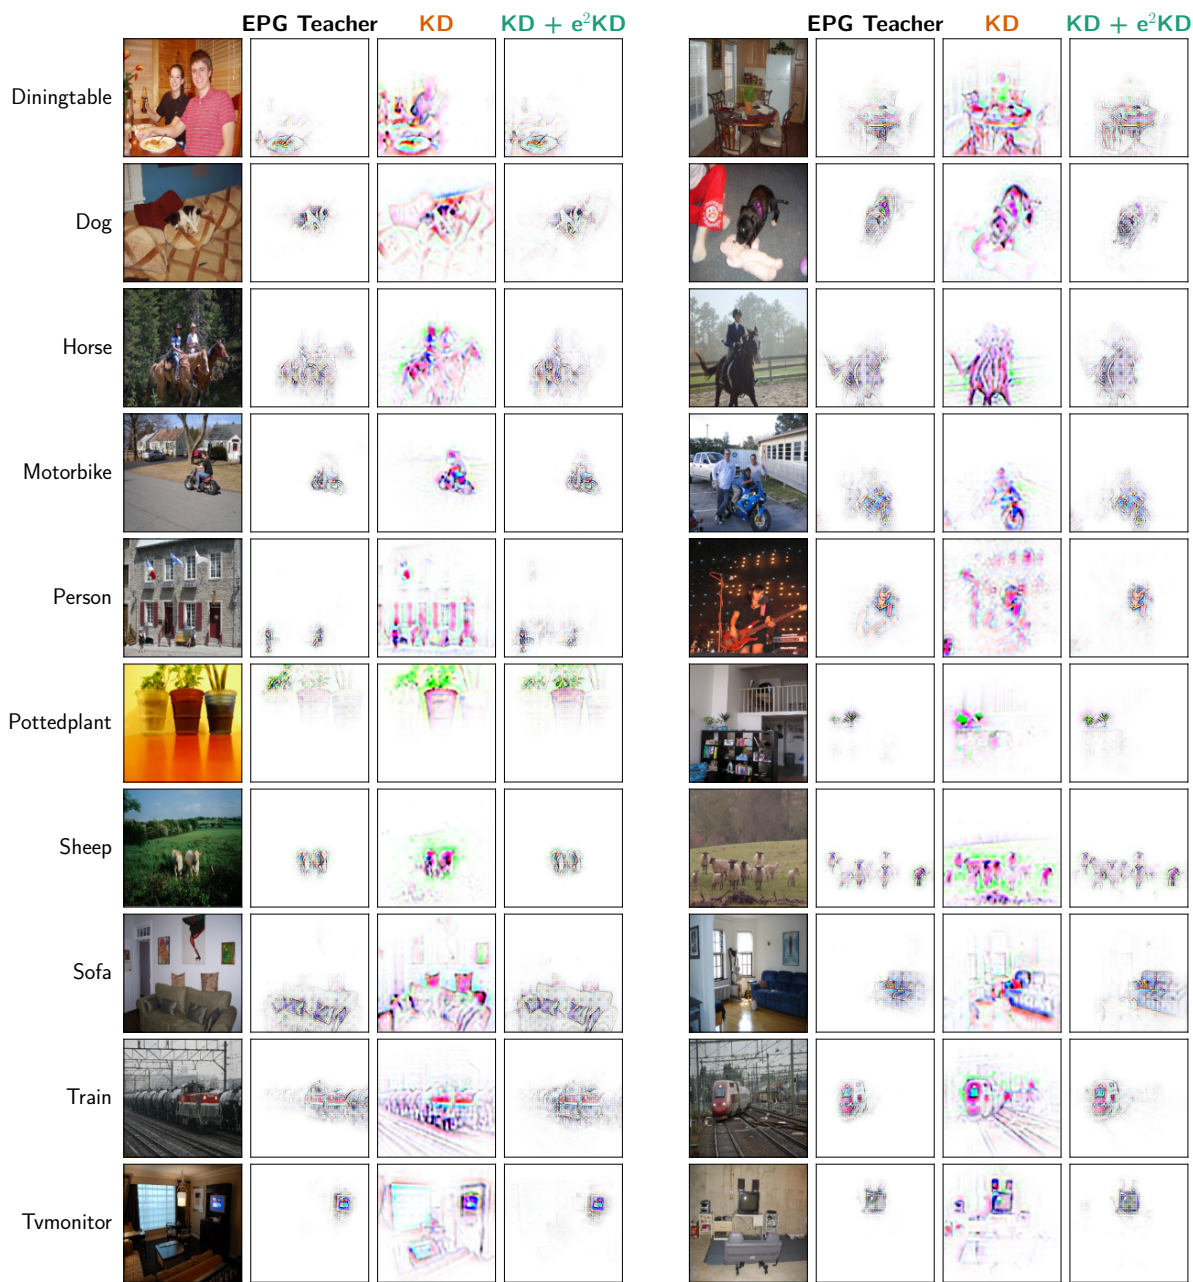 EPG Teacher KD KD + e²KD EPG Teacher KD KD + e²KD
Diningtable
Dog
Horse
Motorbike
Person
Pottedplant
Sheep
Sofa
Train
Tvmonitor